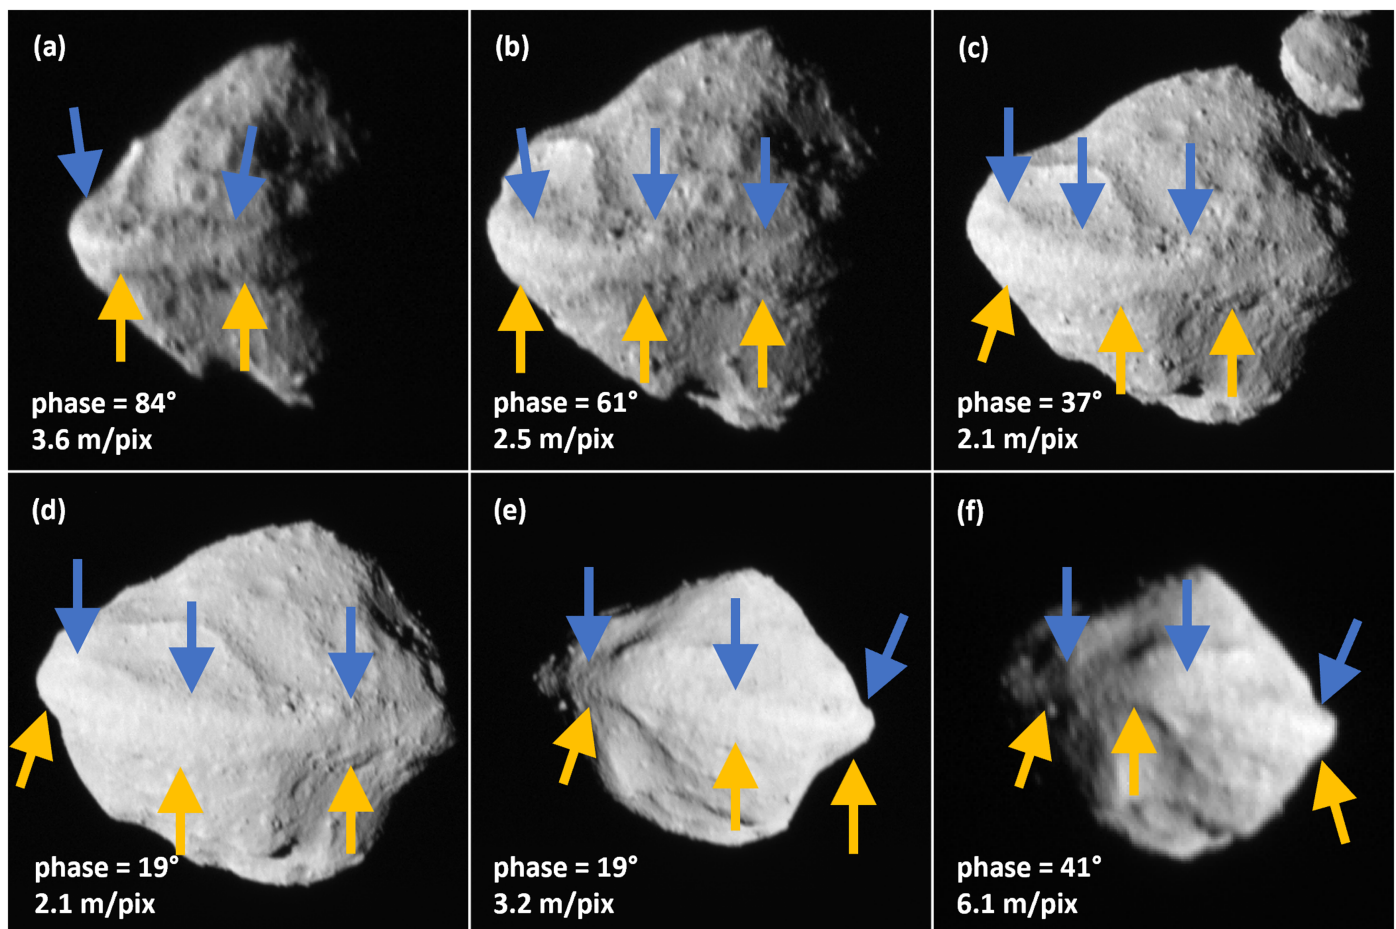 (a)
phase = 84°
3.6 m/pix
(b)
phase = 61°
2.5 m/pix
(c)
phase = 37°
2.1 m/pix
(d)
phase = 19°
2.1 m/pix
(e)
phase = 19°
3.2 m/pix
(f)
phase = 41°
6.1 m/pix